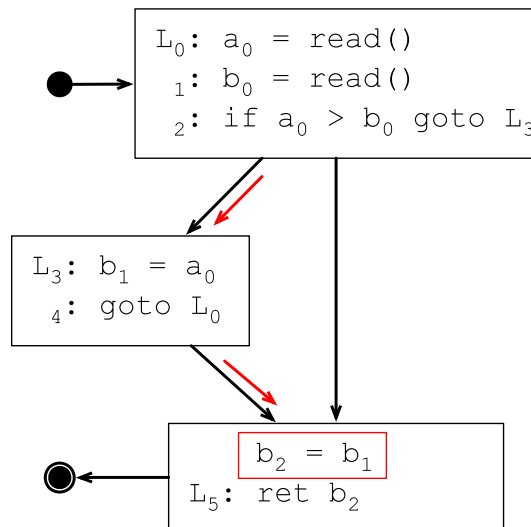 L₀: a₀ = read()
₁: b₀ = read()
₂: if a₀ > b₀ goto L₃
L₃: b₁ = a₀
₄: goto L₀
b₂ = b₁
L₅: ret b₂